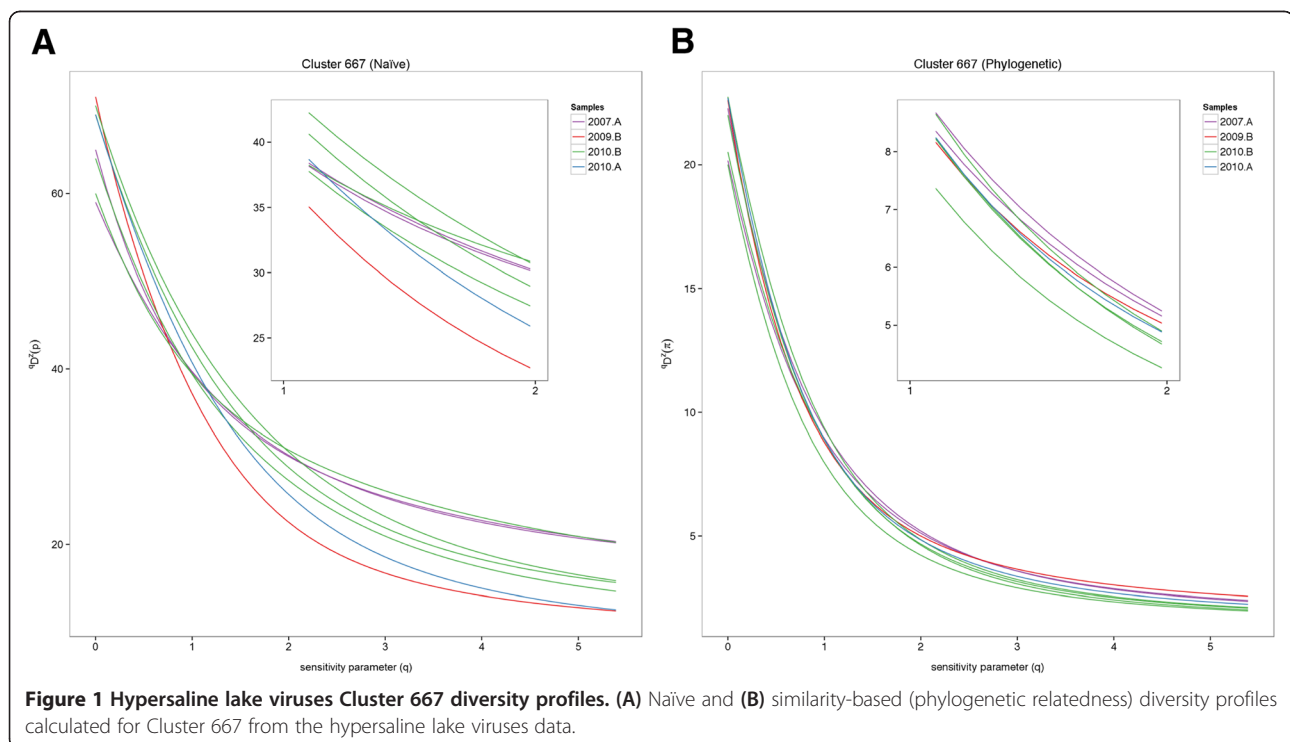 A
Cluster 667 (Naïve)
60
40
20
qDZ(p)
0
1
2
3
4
5
sensitivity parameter (q)
40
35
30
25
1
2
Samples
2007.A
2009.B
2010.B
2010.A
B
Cluster 667 (Phylogenetic)
20
15
10
5
qDZ(π)
0
1
2
3
4
5
sensitivity parameter (q)
8
7
6
5
1
2
Samples
2007.A
2009.B
2010.B
2010.A
Figure 1 Hypersaline lake viruses Cluster 667 diversity profiles. (A) Naïve and (B) similarity-based (phylogenetic relatedness) diversity profiles
calculated for Cluster 667 from the hypersaline lake viruses data.